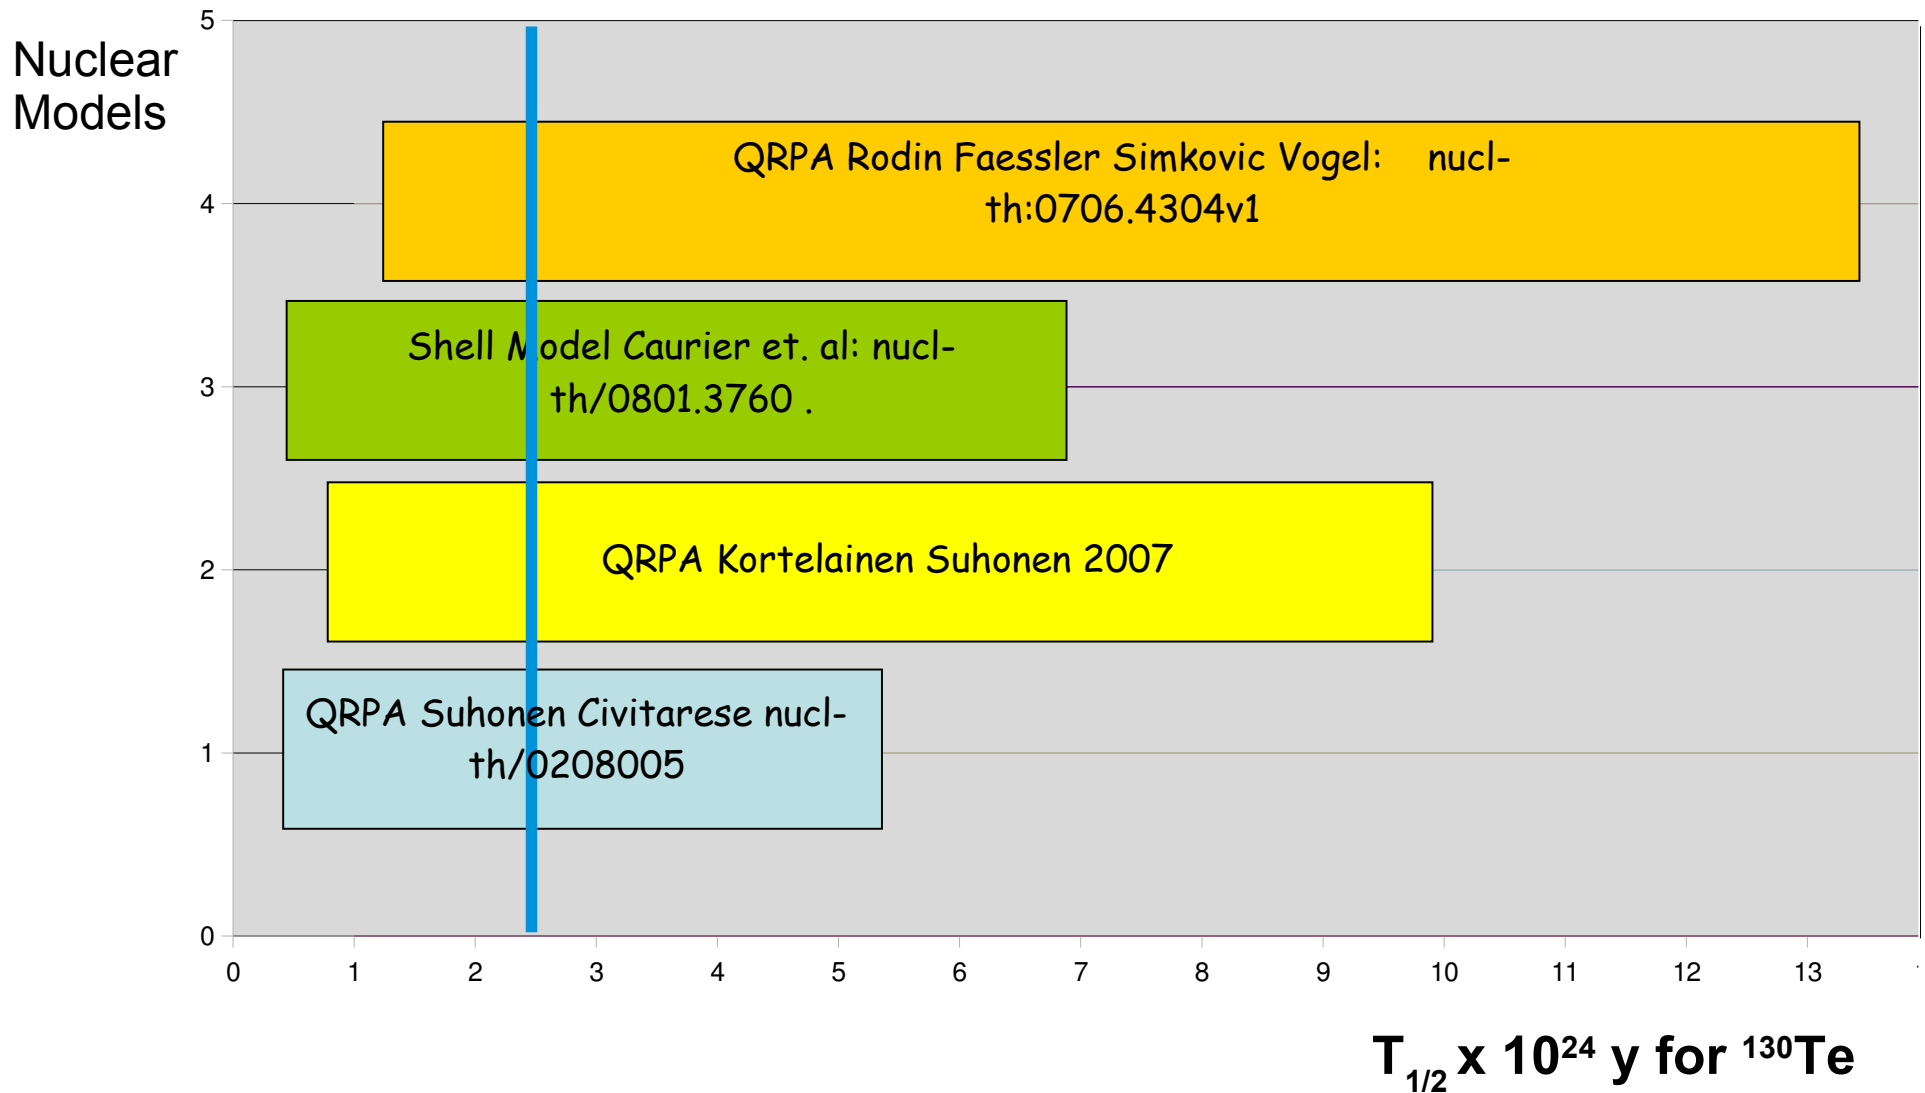 Nuclear
Models
5
QRPA Rodin Faessler Simkovic Vogel: nucl-
th:0706.4304v1
4
Shell Model Caurier et. al: nucl-
th/0801.3760 .
3
QRPA Kortelainen Suhonen 2007
2
QRPA Suhonen Civitarese nucl-
th/0208005
1
0
0 1 2 3 4 5 6 7 8 9 10 11 12 13
T1/2 x 10²⁴ y for ¹³⁰Te